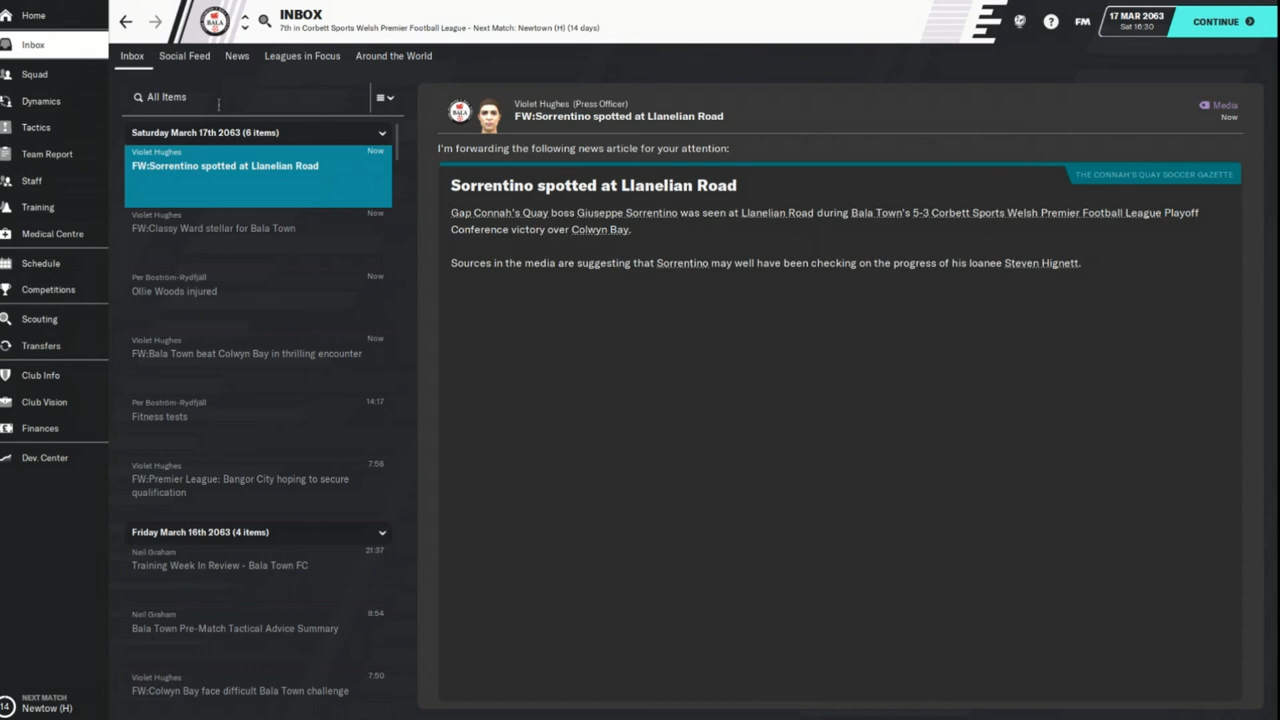 Home
Inbox
Squad
Dynamics
Tactics
Team Report
Staff
Training
Medical Centre
Schedule
Competitions
Scouting
Transfers
Club Info
Club Vision
Finances
Dev. Center
14
NEXT MATCH
Newtow (H)
BALA
INBOX
7th in Corbett Sports Welsh Premier Football League - Next Match: Newtown (H) (14 days)
?
FM
17 MAR 2063
Sat 16:30
CONTINUE
Inbox
Social Feed
News
Leagues in Focus
Around the World
All Items
Saturday March 17th 2063 (6 items)
Violet Hughes
Now
FW:Sorrentino spotted at Llanelian Road
Violet Hughes
Now
FW:Classy Ward stellar for Bala Town
Per Boström-Rydfjäll
Now
Ollie Woods injured
Violet Hughes
Now
FW:Bala Town beat Colwyn Bay in thrilling encounter
Per Boström-Rydfjäll
14:17
Fitness tests
Violet Hughes
7:58
FW:Premier League: Bangor City hoping to secure
qualification
Friday March 16th 2063 (4 items)
Neil Graham
21:37
Training Week In Review - Bala Town FC
Neil Graham
8:54
Bala Town Pre-Match Tactical Advice Summary
Violet Hughes
7:50
FW:Colwyn Bay face difficult Bala Town challenge
BALA
Violet Hughes (Press Officer)
FW:Sorrentino spotted at Llanelian Road
Media
Now
I'm forwarding the following news article for your attention:
THE CONNAH'S QUAY SOCCER GAZETTE
Sorrentino spotted at Llanelian Road
Gap Connah's Quay boss Giuseppe Sorrentino was seen at Llanelian Road during Bala Town's 5-3 Corbett Sports Welsh Premier Football League Playoff
Conference victory over Colwyn Bay.
Sources in the media are suggesting that Sorrentino may well have been checking on the progress of his loanee Steven Hignett.